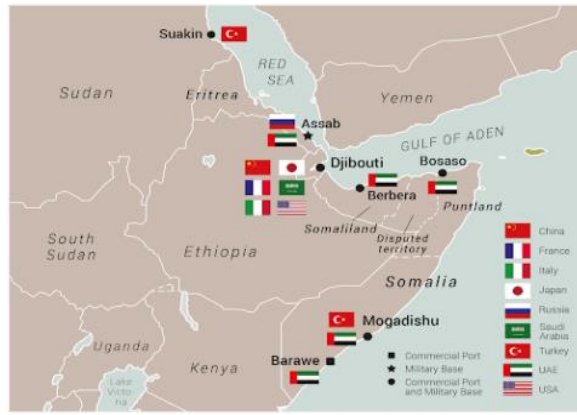 Suakin
RED
SEA
Sudan
Eritrea
Yemen
Assab
GULF OF ADEN
Djibouti
Bosaso
Berbera
Puntland
Somaliland
Disputed
territory
South
Sudan
Ethiopia
Somalia
Mogadishu
Uganda
Kenya
Barawe
Lake
Victo-
ria
China
France
Italy
Japan
Russia
Saudi
Arabia
Turkey
UAE
USA
Commercial Port
Military Base
Commercial Port
and Military Base